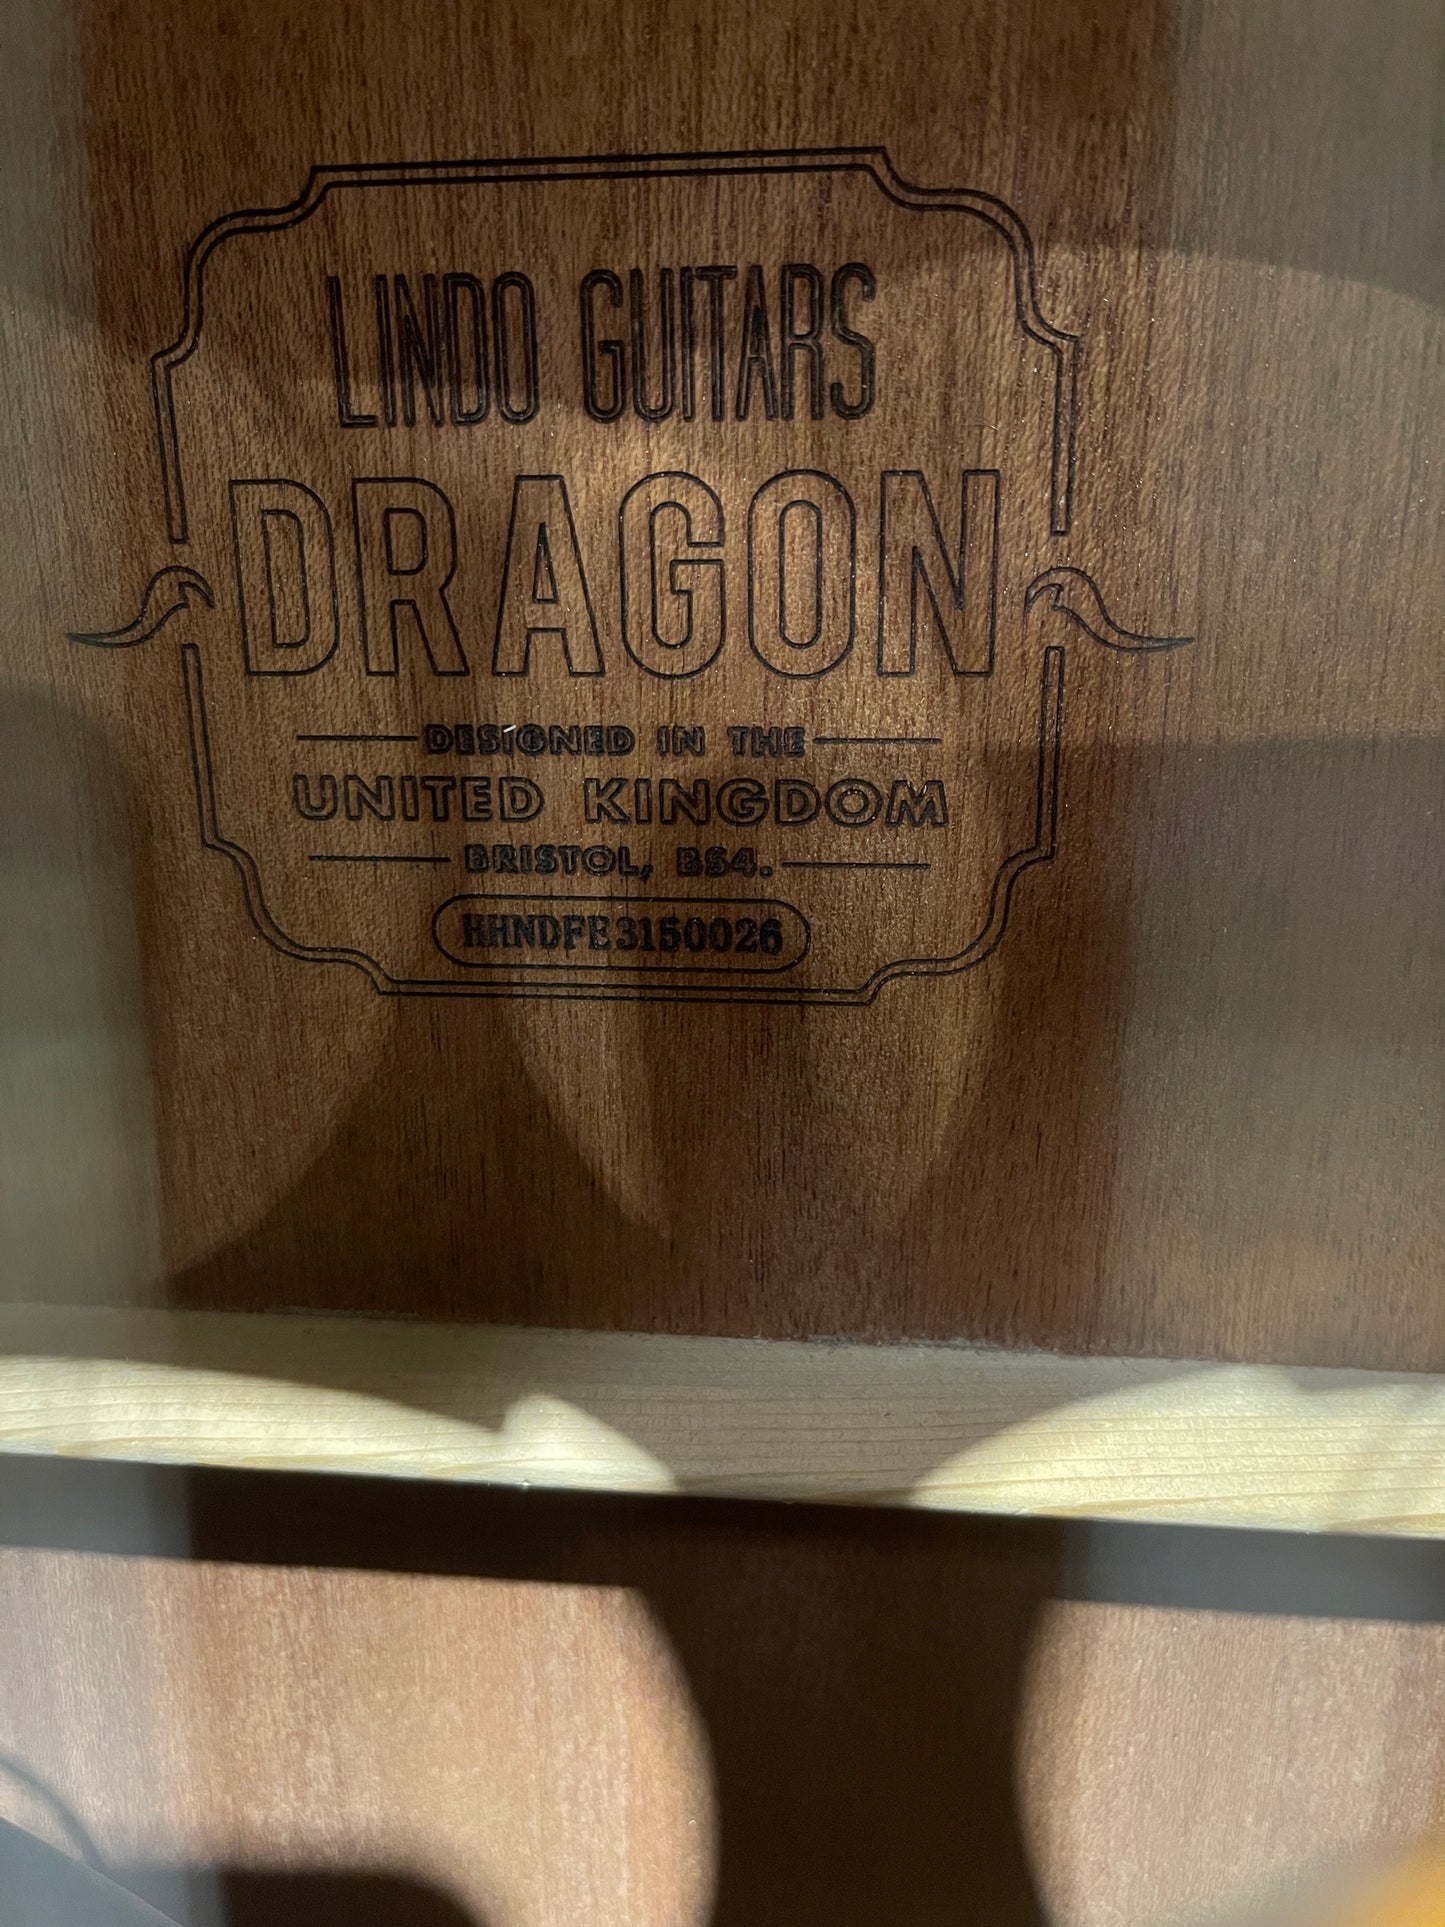 LINDO GUITARS
DRAGON
DESIGNED IN THE
UNITED KINGDOM
BRISTOL, BS4.
HHNDFE3150026